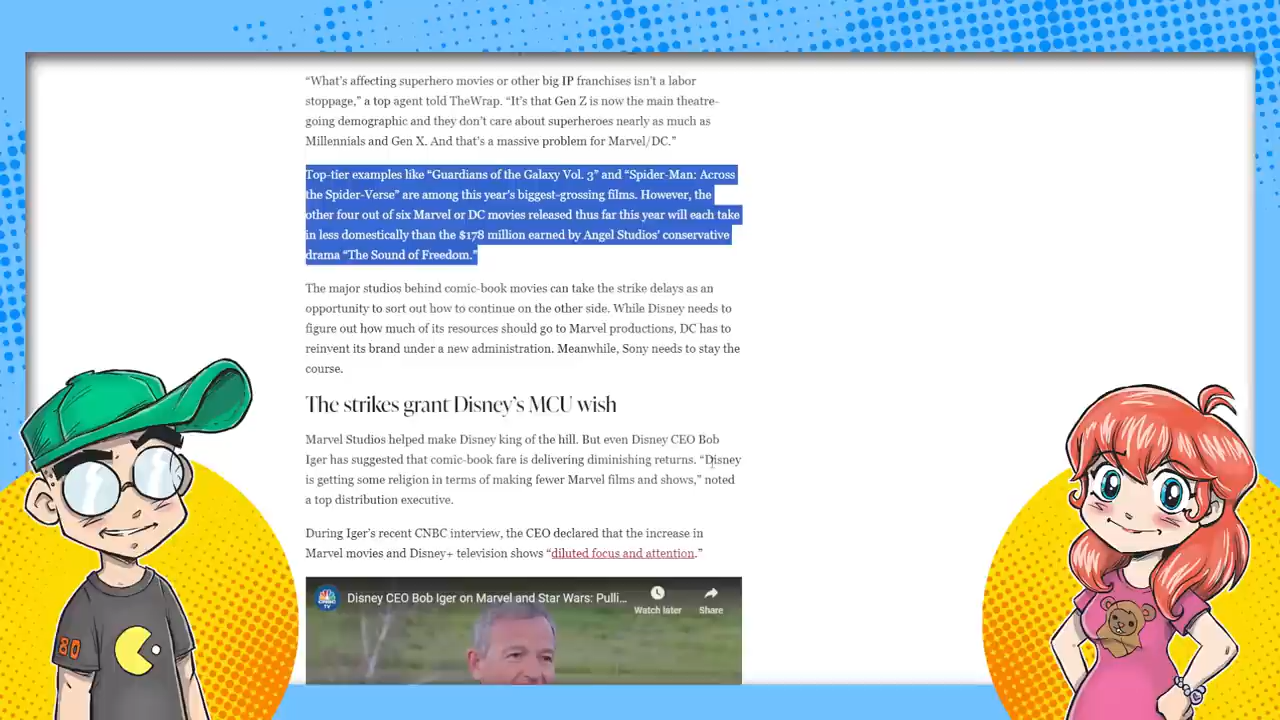 “What’s affecting superhero movies or other big IP franchises isn’t a labor
stoppage,” a top agent told TheWrap. “It’s that Gen Z is now the main theatre-
going demographic and they don’t care about superheroes nearly as much as
Millennials and Gen X. And that’s a massive problem for Marvel/DC.”
Top-tier examples like “Guardians of the Galaxy Vol. 3” and “Spider-Man: Across
the Spider-Verse” are among this year’s biggest-grossing films. However, the
other four out of six Marvel or DC movies released thus far this year will each take
in less domestically than the $178 million earned by Angel Studios’ conservative
drama “The Sound of Freedom.”
The major studios behind comic-book movies can take the strike delays as an
opportunity to sort out how to continue on the other side. While Disney needs to
figure out how much of its resources should go to Marvel productions, DC has to
reinvent its brand under a new administration. Meanwhile, Sony needs to stay the
course.
The strikes grant Disney’s MCU wish
Marvel Studios helped make Disney king of the hill. But even Disney CEO Bob
Iger has suggested that comic-book fare is delivering diminishing returns. “Disney
is getting some religion in terms of making fewer Marvel films and shows,” noted
a top distribution executive.
During Iger’s recent CNBC interview, the CEO declared that the increase in
Marvel movies and Disney+ television shows “diluted focus and attention.”
CNBC
TV
Disney CEO Bob Iger on Marvel and Star Wars: Pulli...
Watch later
Share
80